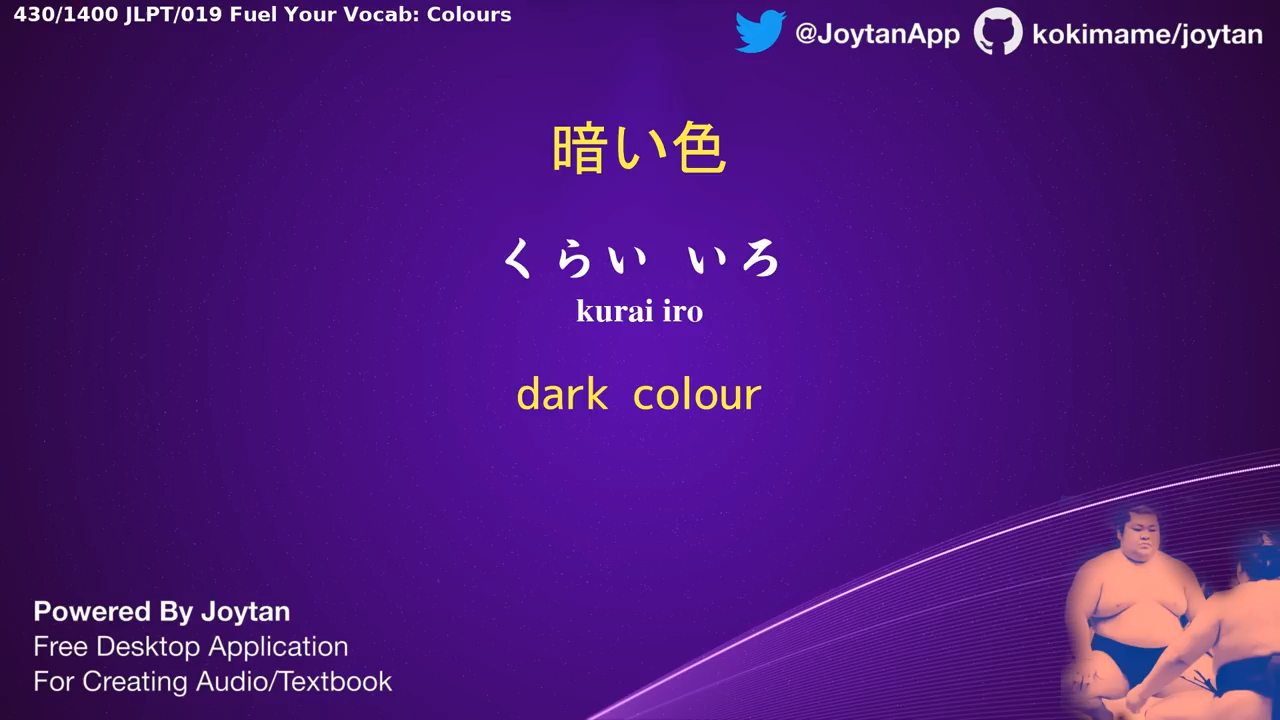 430/1400 JLPT/019 Fuel Your Vocab: Colours
@JoytanApp kokimame/joytan
暗い色
くらい いろ
kurai iro
dark colour
Powered By Joytan
Free Desktop Application
For Creating Audio/Textbook